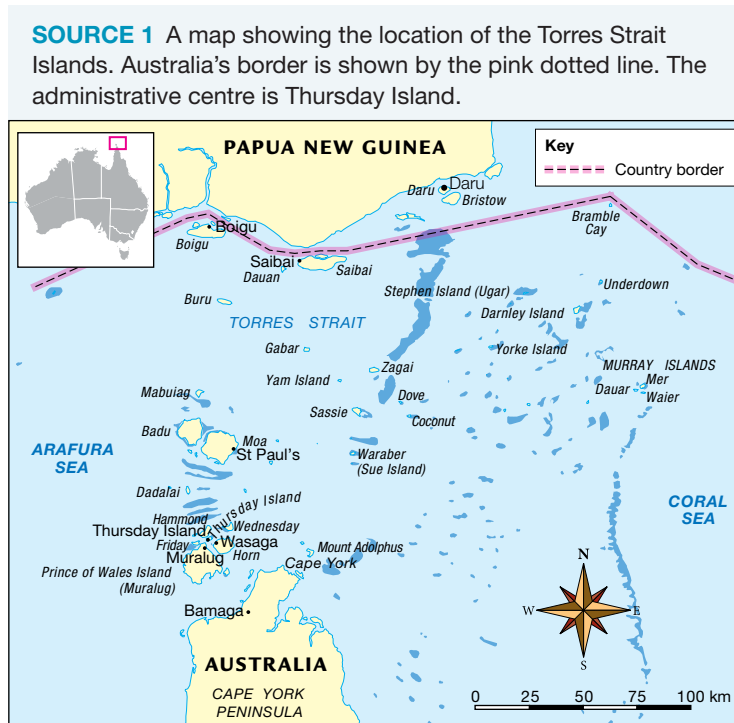 SOURCE 1 A map showing the location of the Torres Strait
Islands. Australia's border is shown by the pink dotted line. The
administrative centre is Thursday Island.
PAPUA NEW GUINEA
Key
Country border
Daru
Daru
Bristow
Bramble
Cay
Boigu
Boigu
Saibai
Dauan
Saibai
Buru
Stephen Island (Ugar)
Underdown
Darnley Island
TORRES STRAIT
Gabar
Yorke Island
Zagai
MURRAY ISLANDS
Yam Island
Mer
Dauar
Waier
Mabuiag
Dove
Sassie
Coconut
Badu
Moa
St Paul's
Waraber
(Sue Island)
ARAFURA
SEA
Dadalai
CORAL
SEA
Thursday Island
Hammond
Wednesday
Thursday Island
Wasaga
Friday
Horn
Muralug
Mount Adolphus
Cape York
Prince of Wales Island
(Muralug)
Bamaga
N
W
E
S
AUSTRALIA
CAPE YORK
PENINSULA
0 25 50 75 100 km